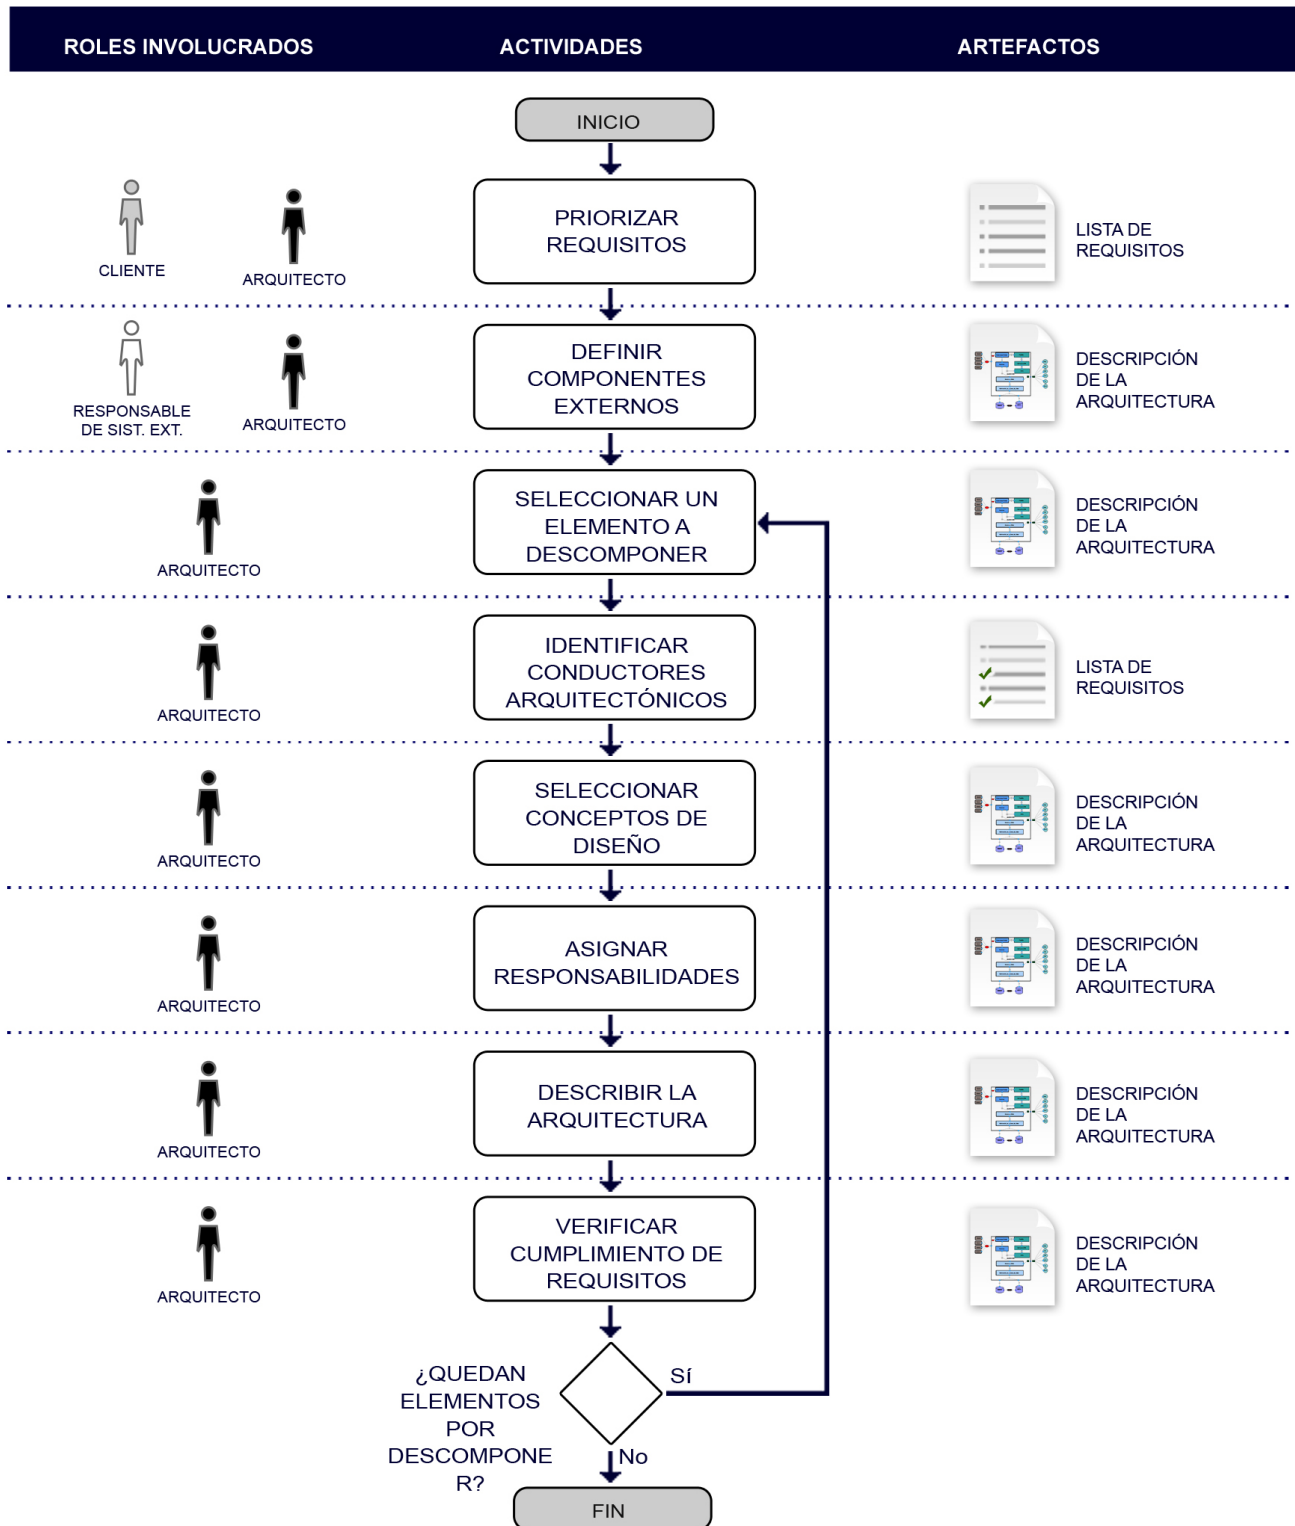 ROLES INVOLUCRADOS
ACTIVIDADES
ARTEFACTOS
INICIO
CLIENTE
ARQUITECTO
PRIORIZAR
REQUISITOS
LISTA DE
REQUISITOS
RESPONSABLE
DE SIST. EXT.
ARQUITECTO
DEFINIR
COMPONENTES
EXTERNOS
DESCRIPCIÓN
DE LA
ARQUITECTURA
ARQUITECTO
SELECCIONAR UN
ELEMENTO A
DESCOMPONER
DESCRIPCIÓN
DE LA
ARQUITECTURA
ARQUITECTO
IDENTIFICAR
CONDUCTORES
ARQUITECTÓNICOS
LISTA DE
REQUISITOS
ARQUITECTO
SELECCIONAR
CONCEPTOS DE
DISEÑO
DESCRIPCIÓN
DE LA
ARQUITECTURA
ARQUITECTO
ASIGNAR
RESPONSABILIDADES
DESCRIPCIÓN
DE LA
ARQUITECTURA
ARQUITECTO
DESCRIBIR LA
ARQUITECTURA
DESCRIPCIÓN
DE LA
ARQUITECTURA
ARQUITECTO
VERIFICAR
CUMPLIMIENTO DE
REQUISITOS
DESCRIPCIÓN
DE LA
ARQUITECTURA
¿QUEDAN
ELEMENTOS
POR
DESCOMPONE
R?
Sí
No
FIN